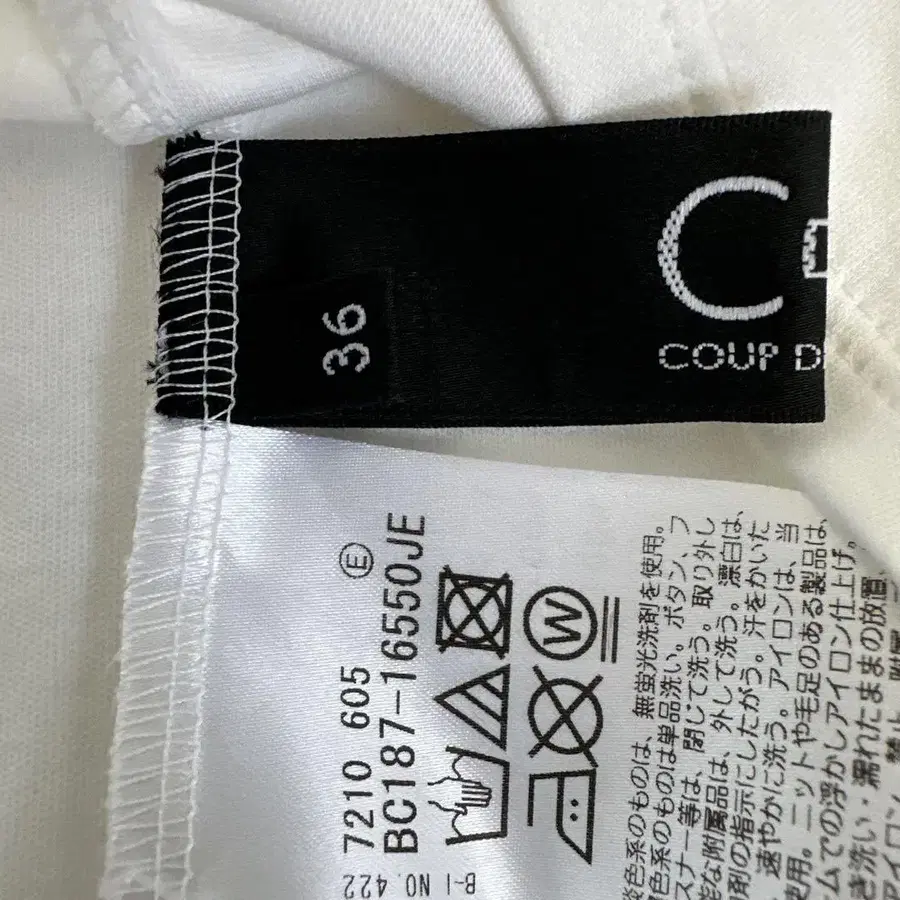 36
C
COUP D
7210 605 Ⓔ
BC187-16550JE
W
淡色系のものは、無蛍光洗剤を使用。
色系のものは単品洗い。ボタン、フ
スナー等は、閉じて洗う。取り外し
能な附属品は、外して洗う。漂白は、
剤の指示にしたがう。汗をかいた
速やかに洗う。アイロンは、当
使用。ニットや毛足のある製品は、
ムでの浮かしアイロン仕上げ。
き洗い・濡れたままの放置
B-I NO.422